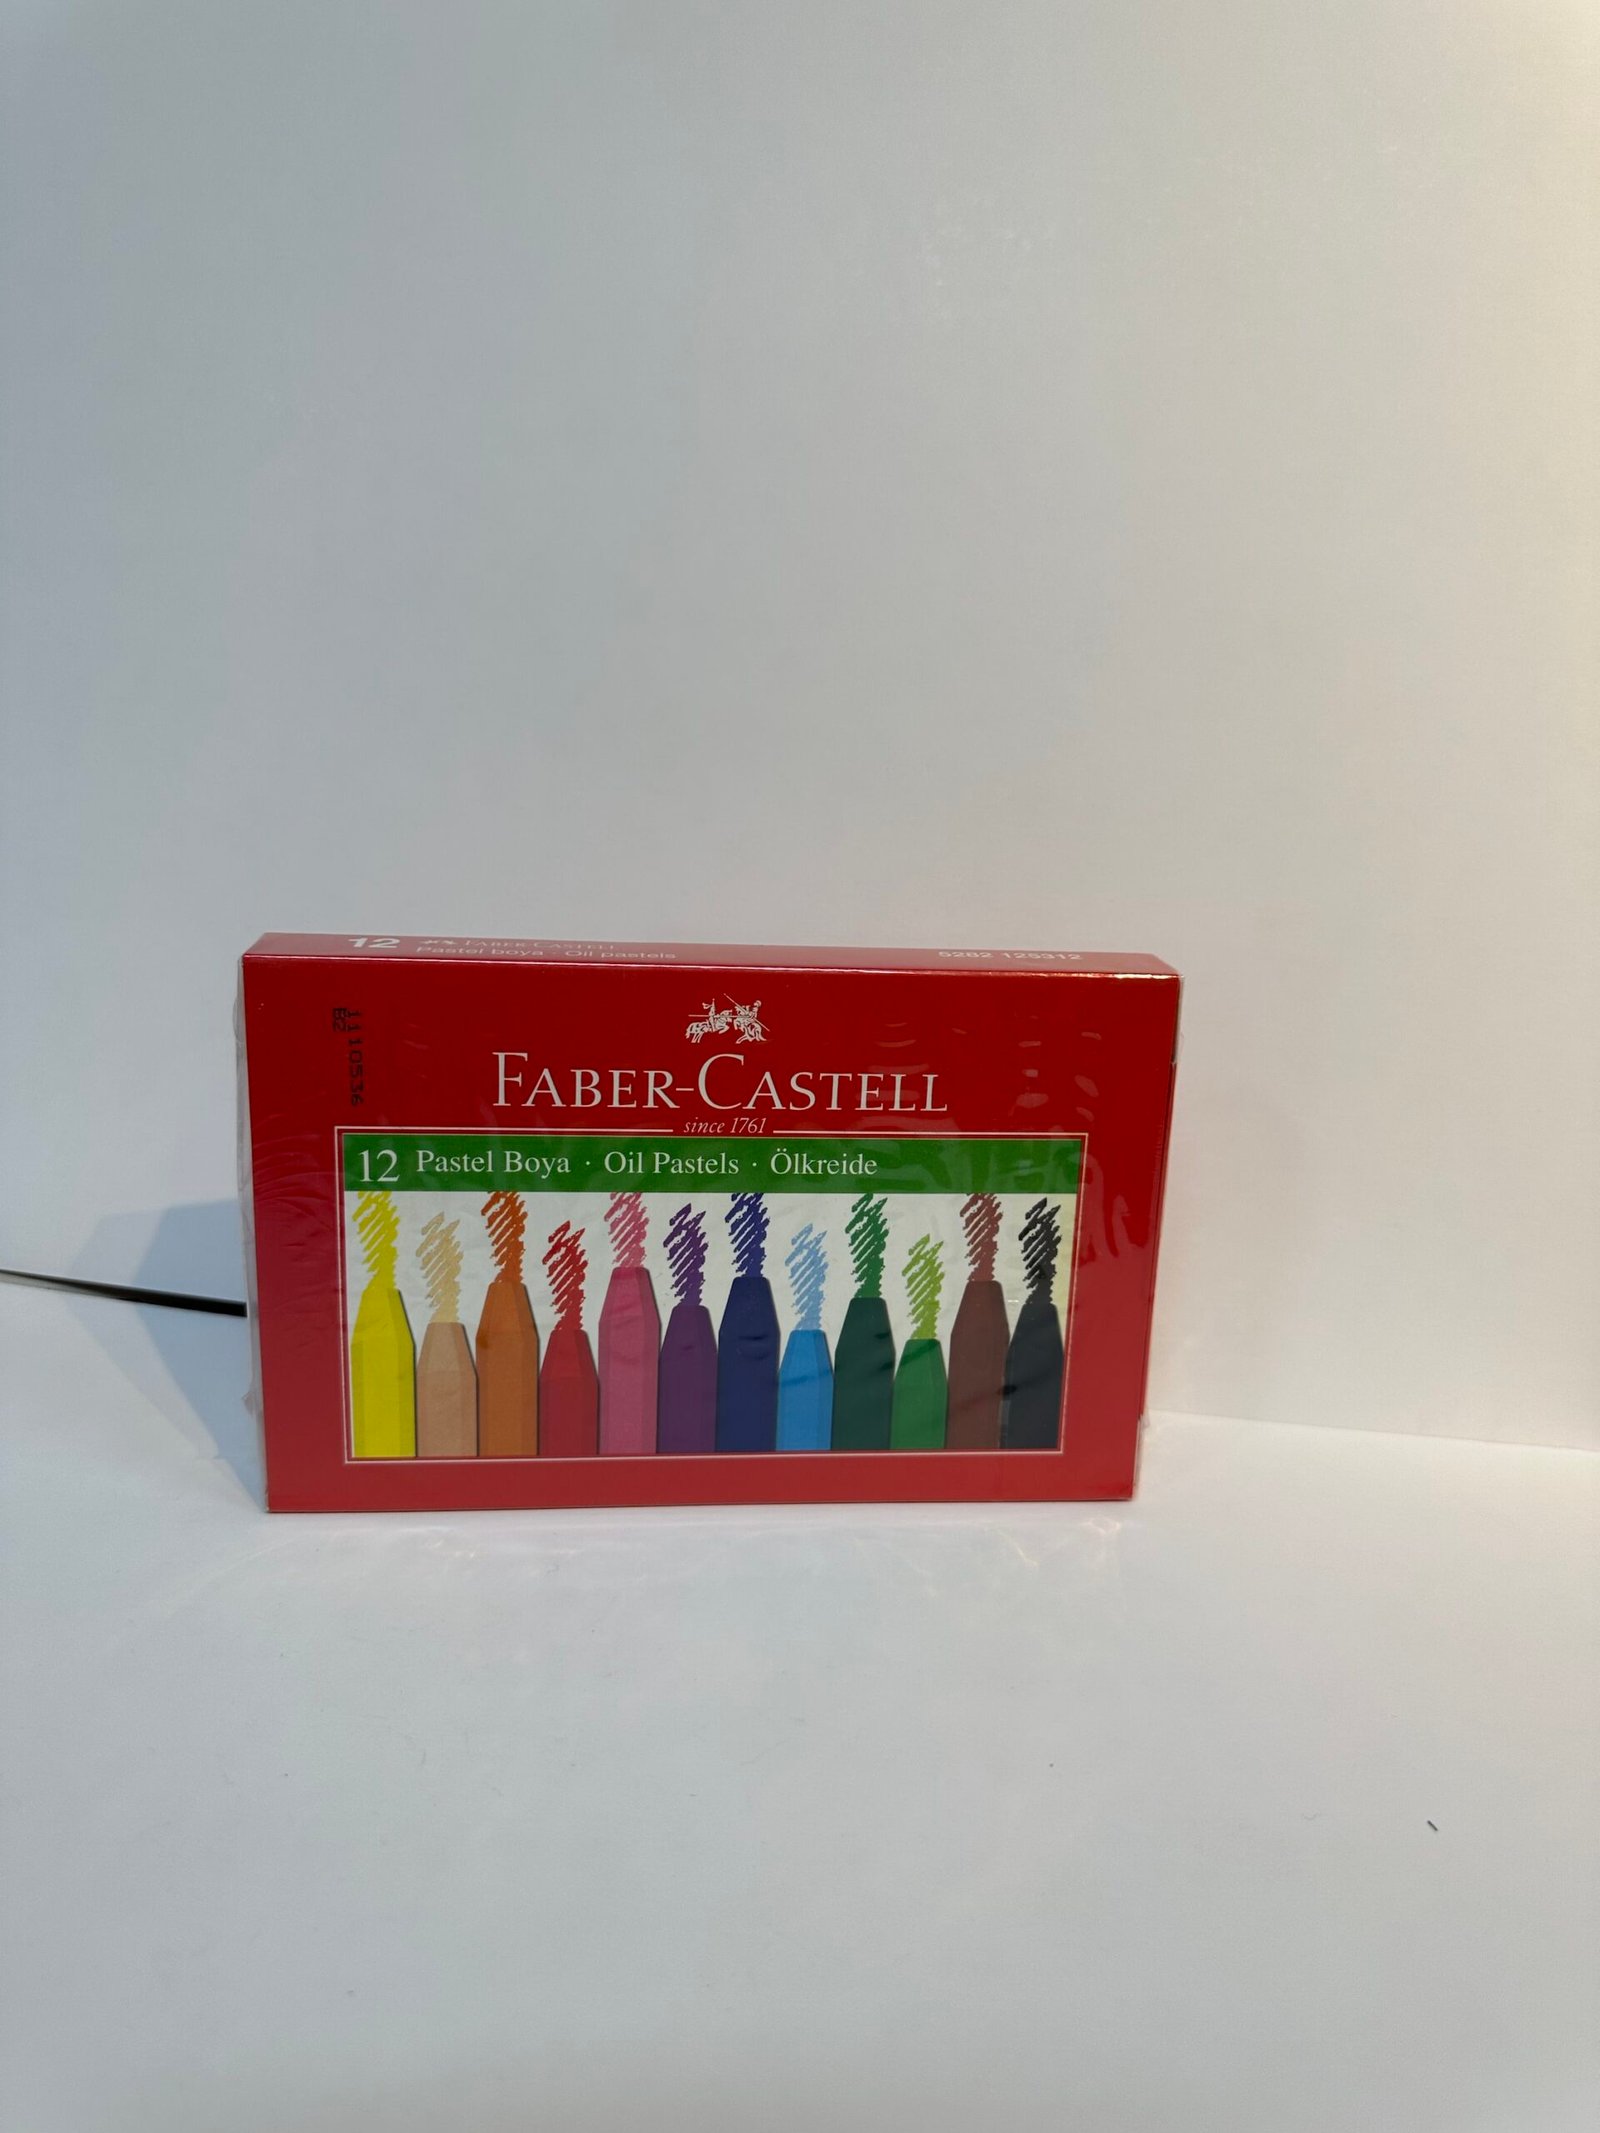 12 FABER-CASTELL
Pastel boya · Oil pastels
5282 125312
1110536
FABER-CASTELL
since 1761
12 Pastel Boya · Oil Pastels · Ölkreide